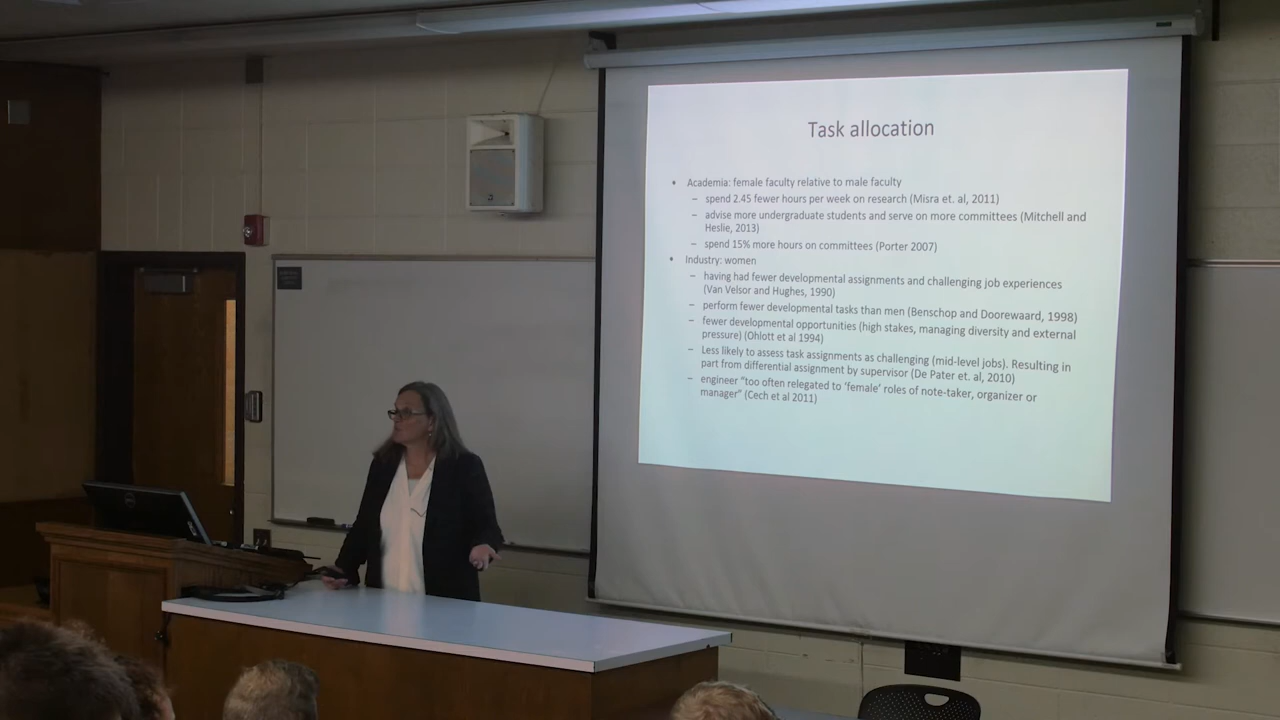 Task allocation
• Academia: female faculty relative to male faculty
– spend 2.45 fewer hours per week on research (Misra et. al, 2011)
– advise more undergraduate students and serve on more committees (Mitchell and
Heslie, 2013)
– spend 15% more hours on committees (Porter 2007)
• Industry: women
– having had fewer developmental assignments and challenging job experiences
(Van Velsor and Hughes, 1990)
– perform fewer developmental tasks than men (Benschop and Doorewaard, 1998)
– fewer developmental opportunities (high stakes, managing diversity and external
pressure) (Ohlott et al 1994)
– Less likely to assess task assignments as challenging (mid-level jobs). Resulting in
part from differential assignment by supervisor (De Pater et. al, 2010)
– engineer "too often relegated to 'female' roles of note-taker, organizer or
manager" (Cech et al 2011)